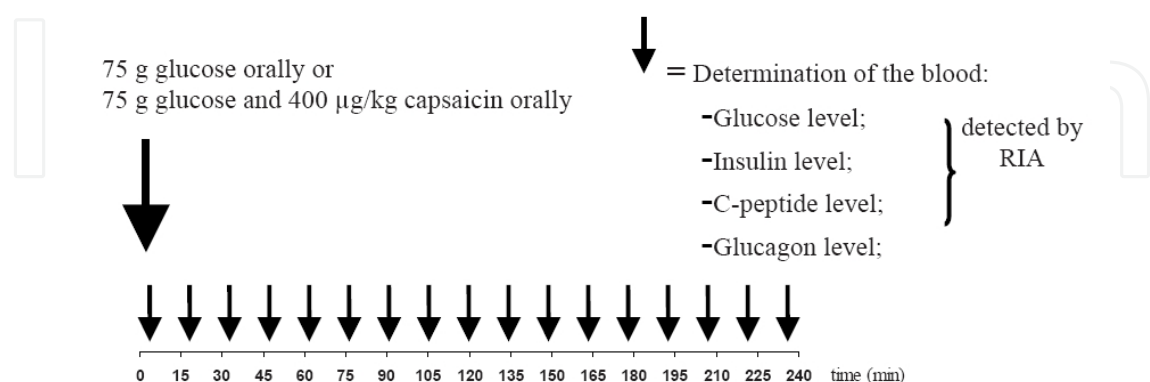 75 g glucose orally or
75 g glucose and 400 µg/kg capsaicin orally
= Determination of the blood:
-Glucose level;
-Insulin level;
-C-peptide level;
-Glucagon level;
detected by
RIA
0 15 30 45 60 75 90 105 120 135 150 165 180 195 210 225 240 time (min)